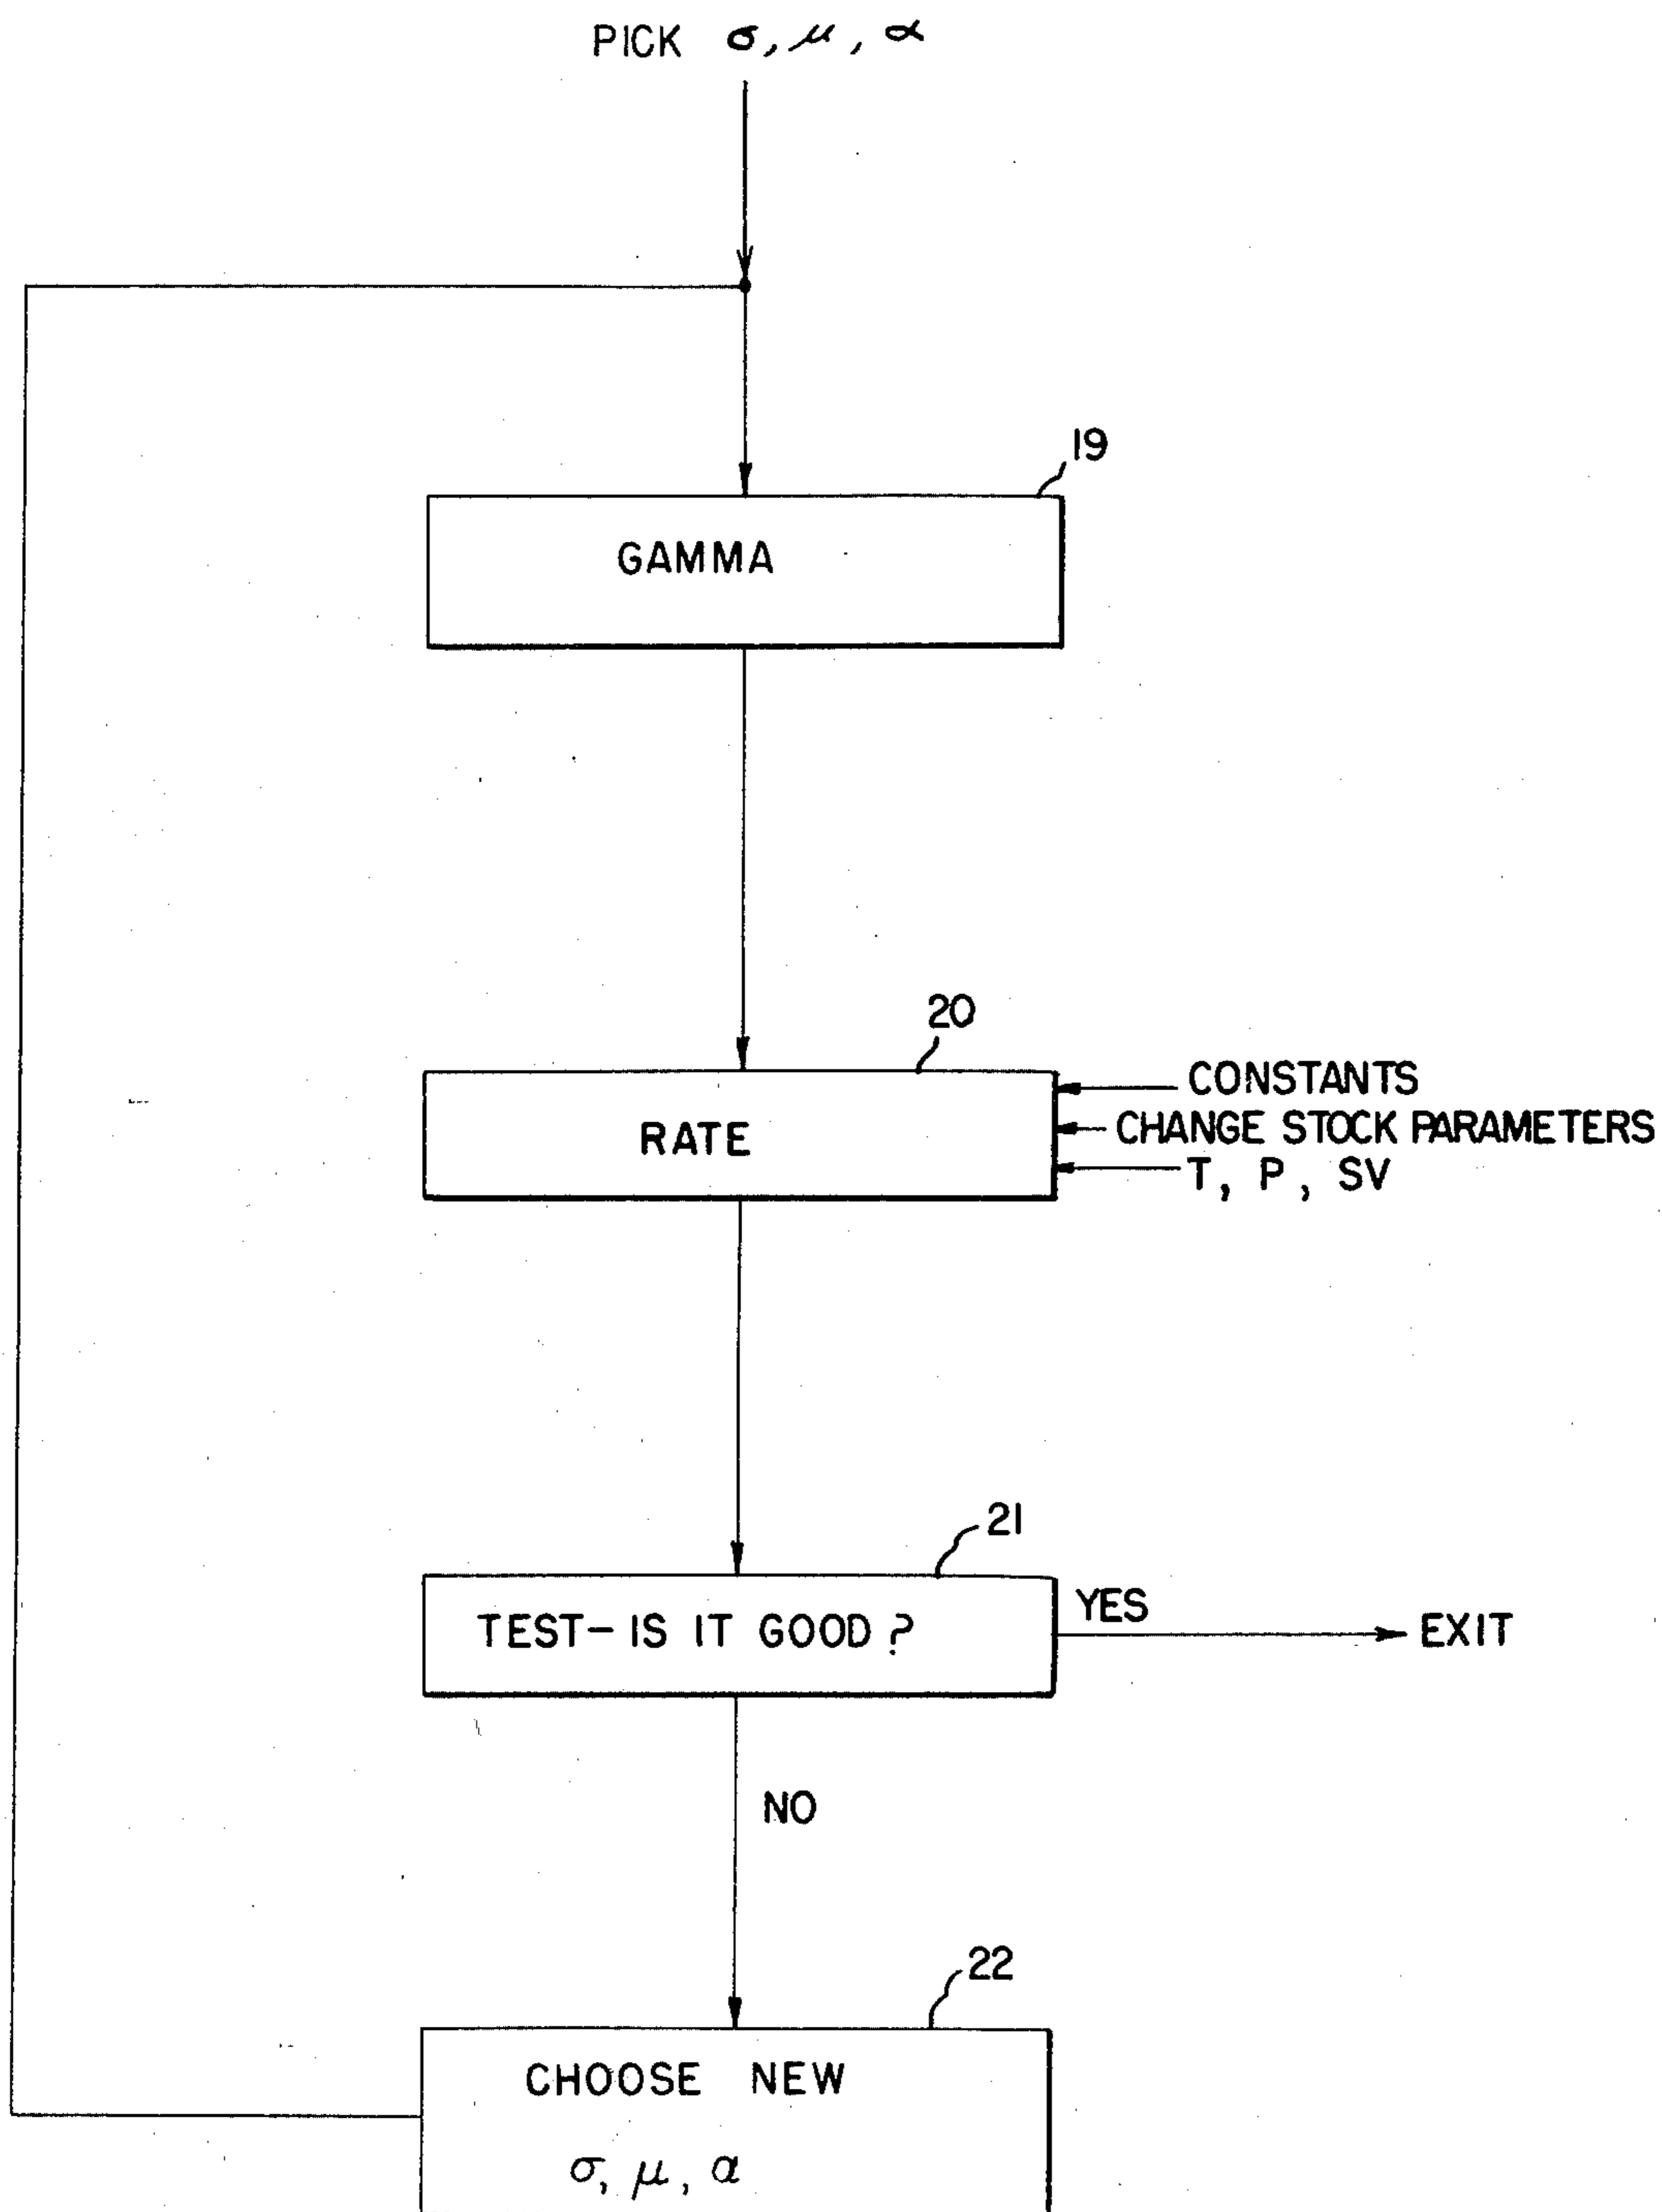 PICK σ, μ, α
19
GAMMA
20
RATE
CONSTANTS
CHANGE STOCK PARAMETERS
T, P, SV
21
TEST- IS IT GOOD ?
YES
EXIT
NO
22
CHOOSE NEW
σ, μ, α